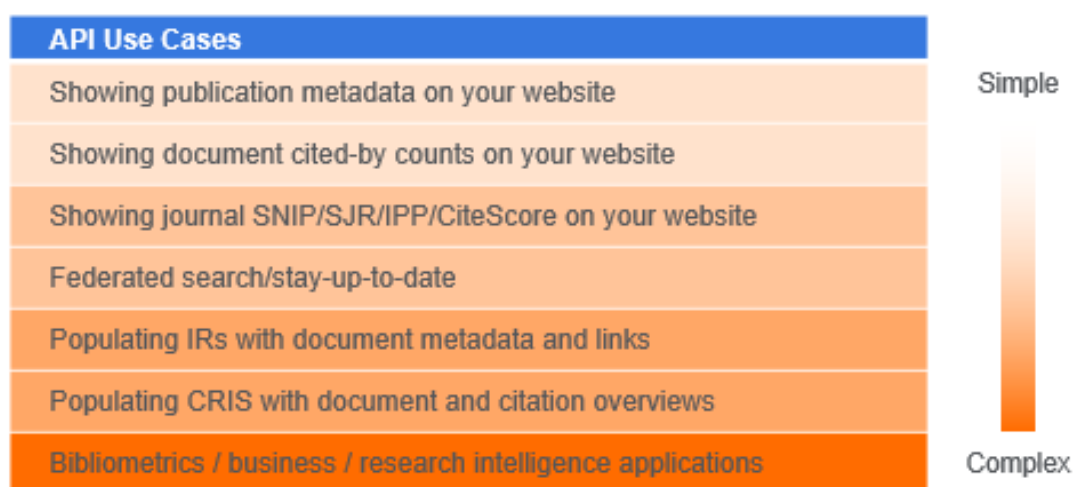 API Use Cases
Showing publication metadata on your website
Simple
Showing document cited-by counts on your website
Showing journal SNIP/SJR/IPP/CiteScore on your website
Federated search/stay-up-to-date
Populating IRs with document metadata and links
Populating CRIS with document and citation overviews
Bibliometrics / business / research intelligence applications
Complex